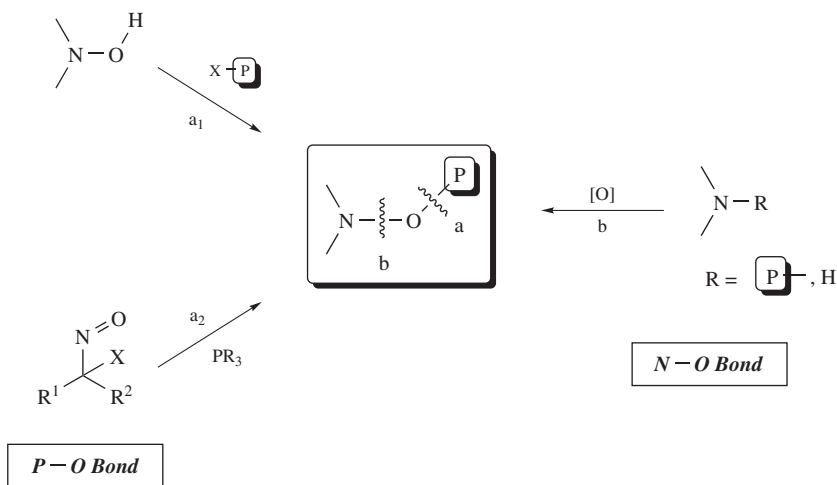 H
N – O
X – P
a₁
P
N – O
a
b
[O]
b
N – R
R = P – , H
N = O
X
R¹ R²
a₂
PR₃
N – O Bond
P – O Bond